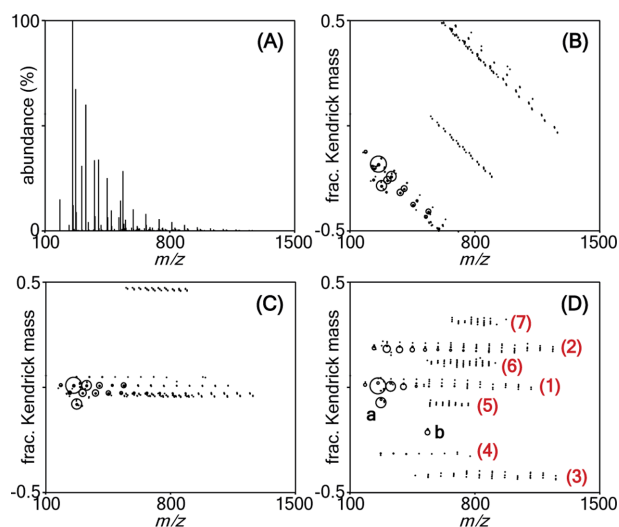 100
(A)
abundance (%)
0
100
800
1500
m/z
0.5
(B)
frac. Kendrick mass
-0.5
100
800
1500
m/z
0.5
(C)
frac. Kendrick mass
-0.5
100
800
1500
m/z
0.5
(D)
frac. Kendrick mass
(7)
(2)
(6)
(1)
a
(5)
b
(4)
(3)
-0.5
100
800
1500
m/z